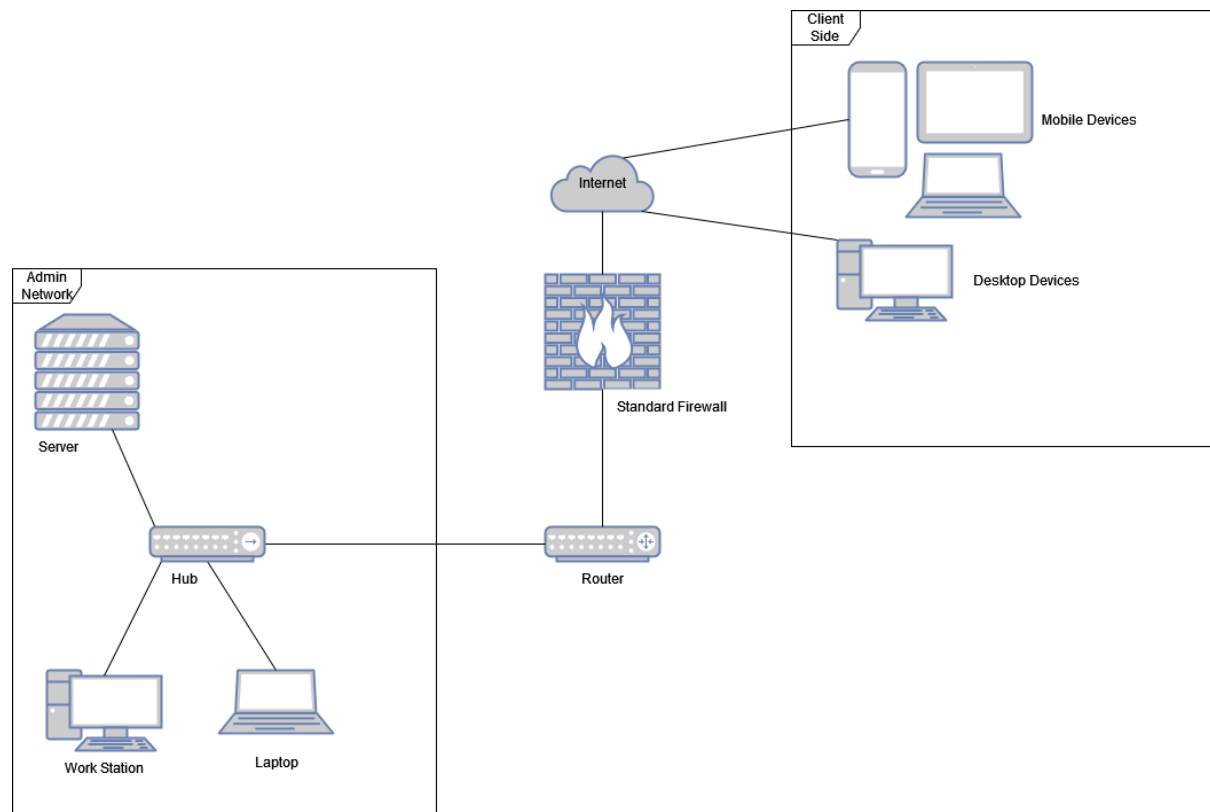 Client
Side
Mobile Devices
Internet
Desktop Devices
Admin
Network
Standard Firewall
Server
Hub
Router
Work Station
Laptop